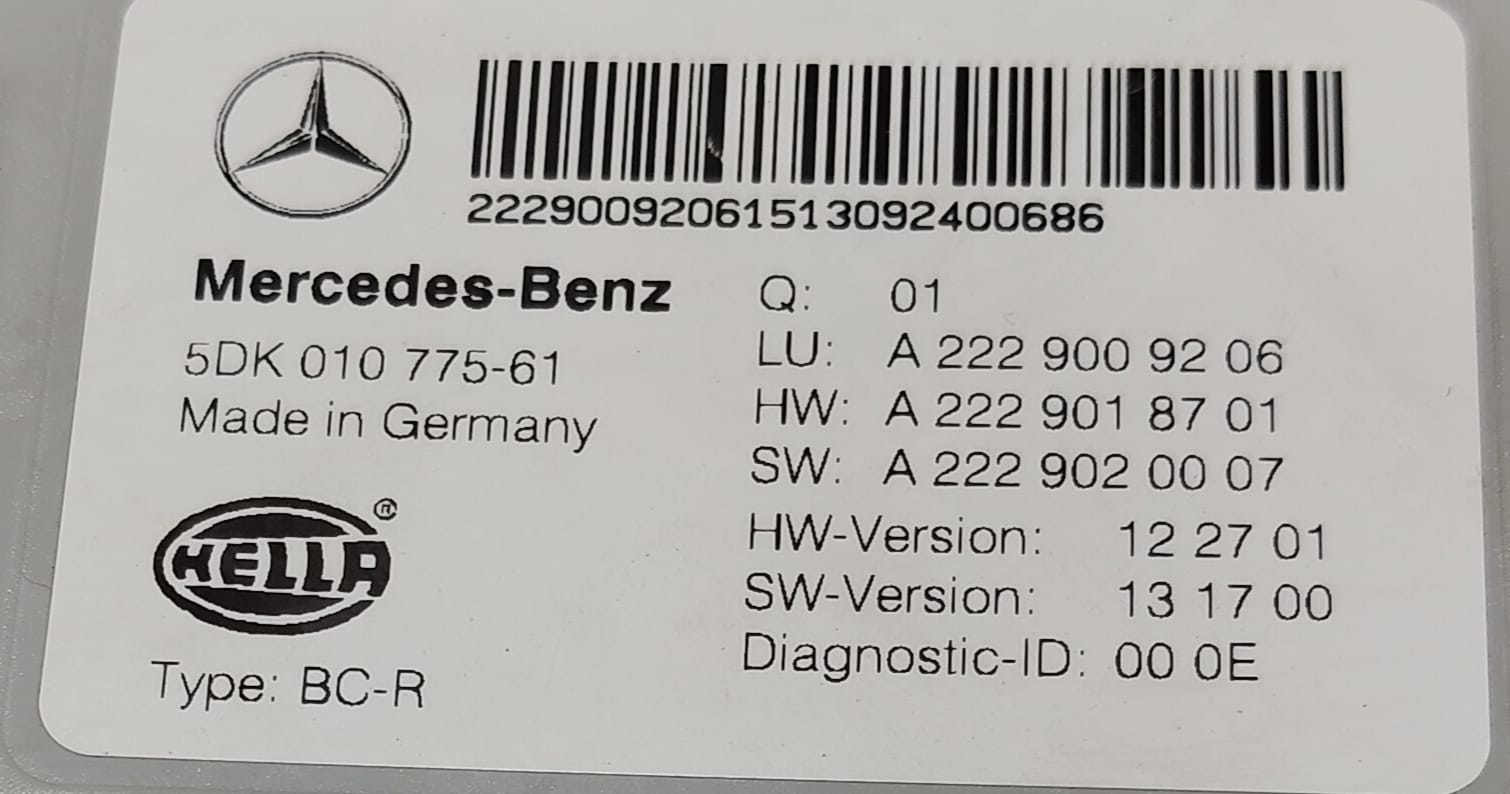 222900920615130924 00686
Mercedes-Benz
5DK 010 775-61
Made in Germany
HELLA®
Type: BC-R
Q: 01
LU: A 222 900 92 06
HW: A 222 901 87 01
SW: A 222 902 00 07
HW-Version: 12 27 01
SW-Version: 13 17 00
Diagnostic-ID: 00 0E